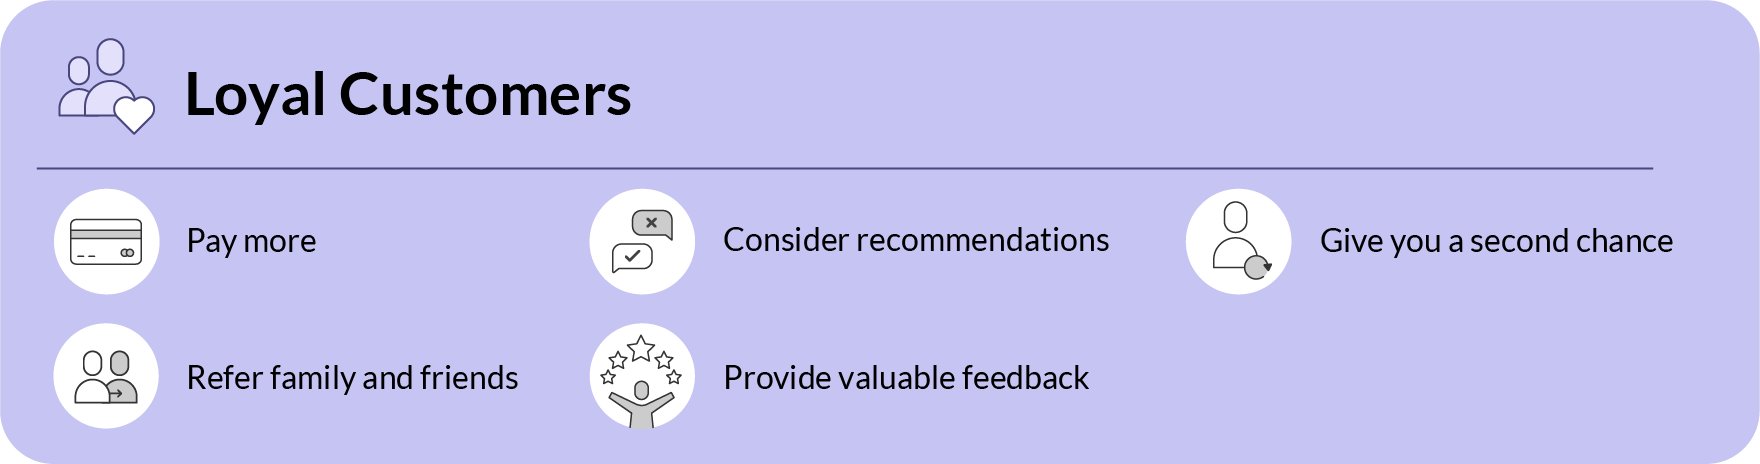 Loyal Customers
Pay more
Consider recommendations
Give you a second chance
Refer family and friends
Provide valuable feedback